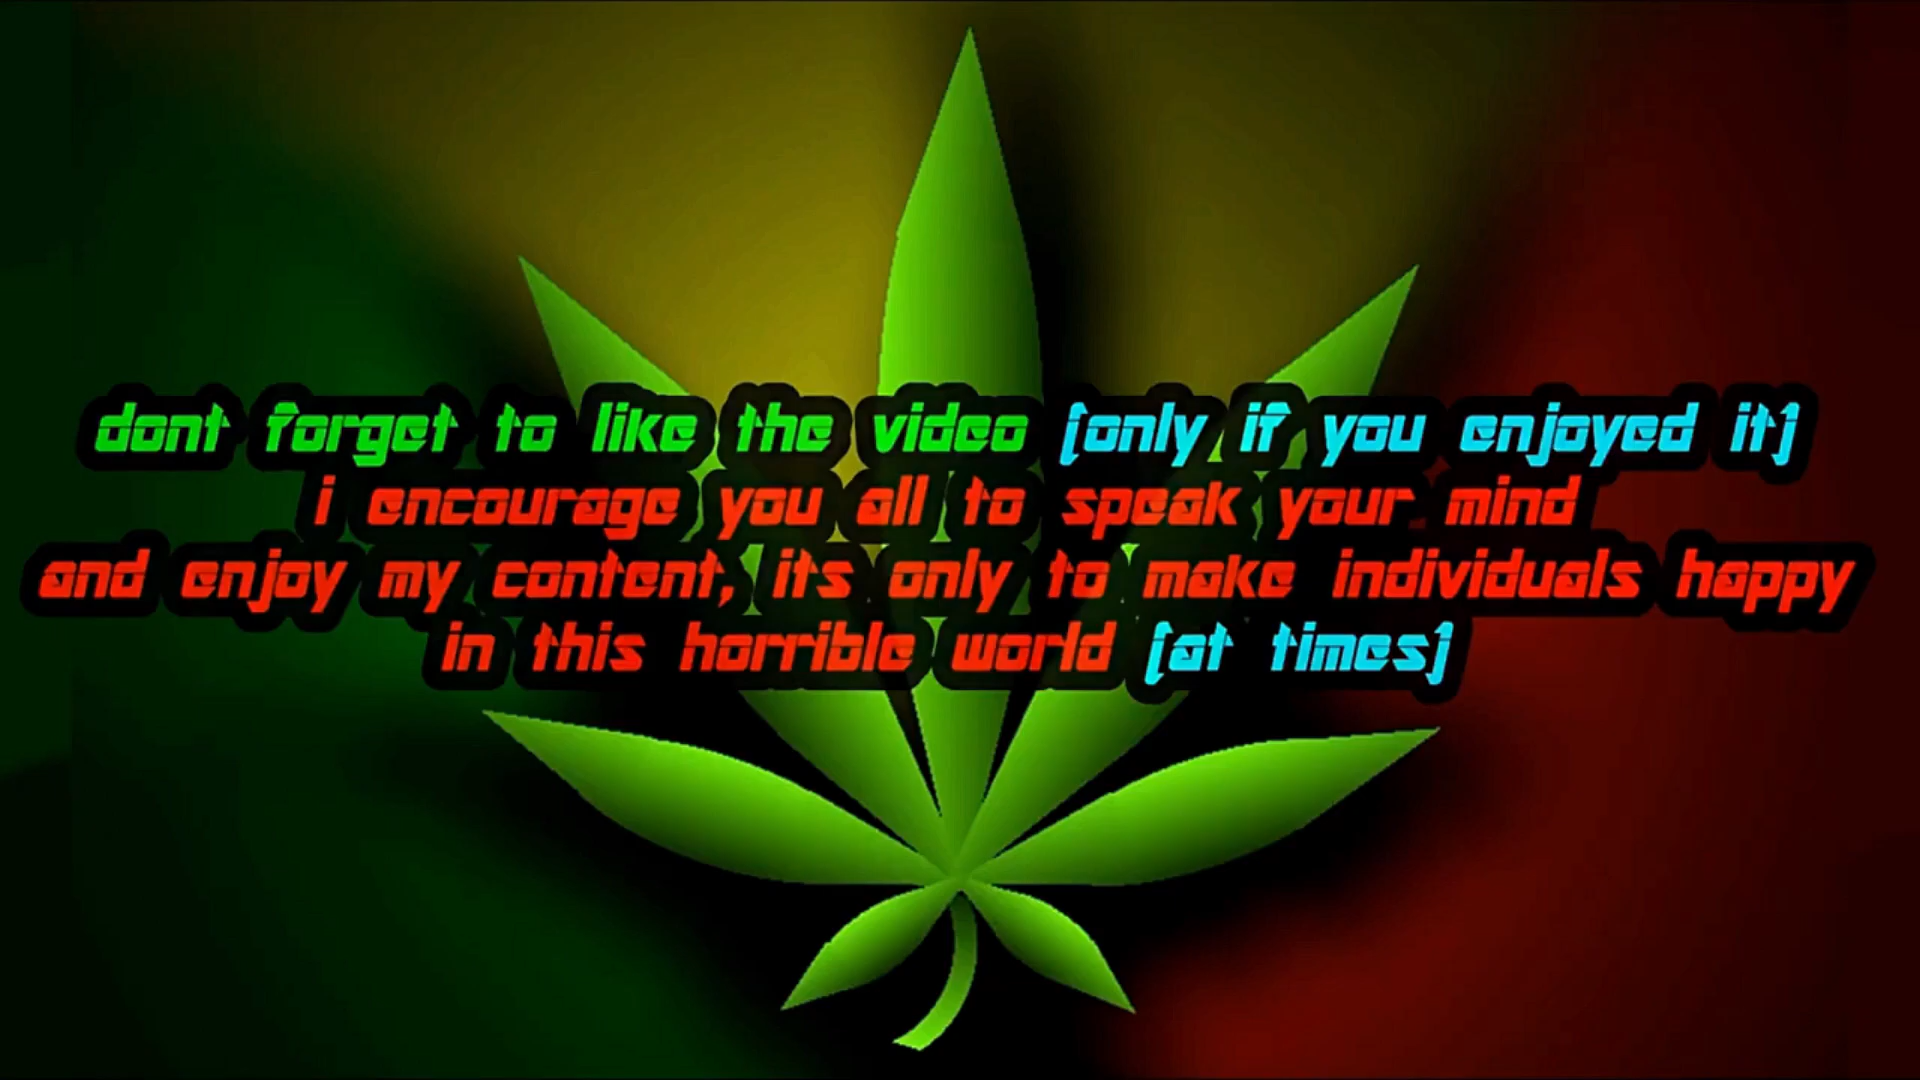 dont forget to like the video (only if you enjoyed it)
i encourage you all to speak your mind
and enjoy my content, its only to make individuals happy
in this horrible world (at times)